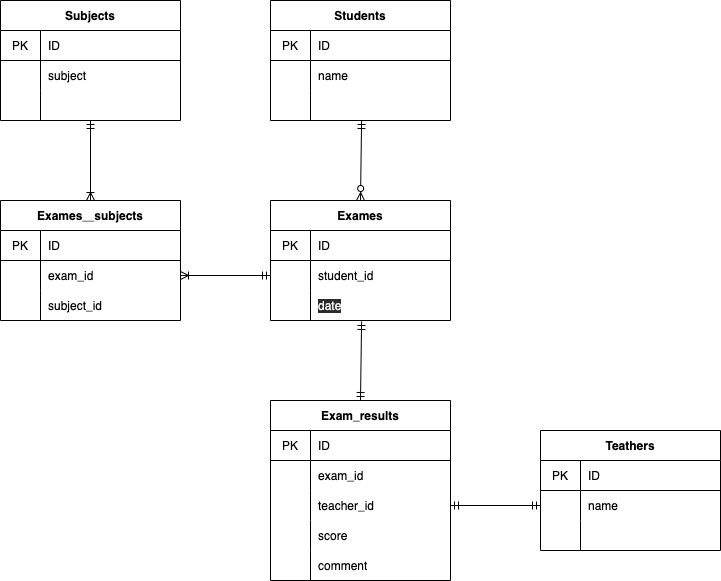 Subjects
PK ID
subject
Students
PK ID
name
Exames__subjects
PK ID
exam_id
subject_id
Exames
PK ID
student_id
date
Exam_results
PK ID
exam_id
teacher_id
score
comment
Teathers
PK ID
name